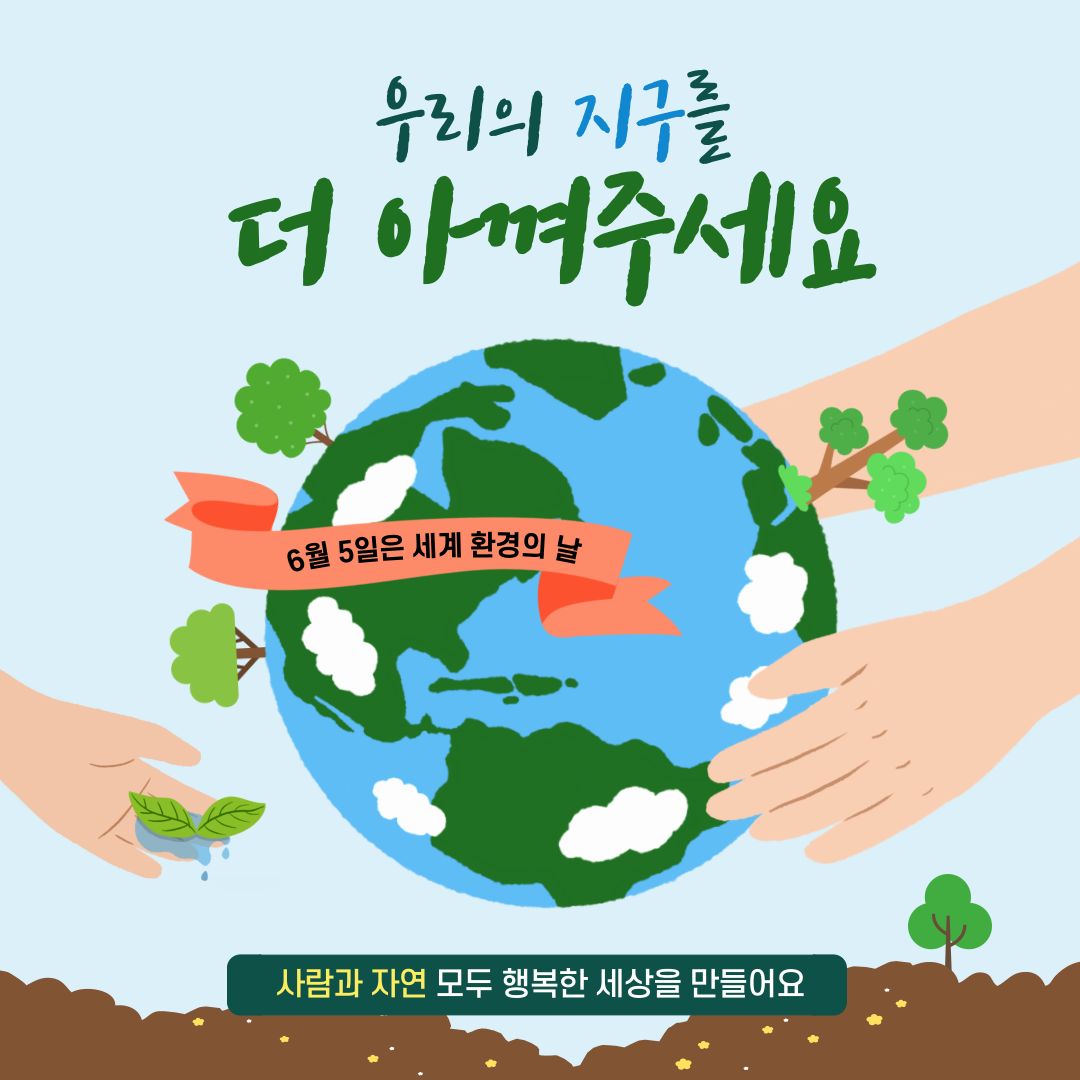 우리의 지구를
더 아껴주세요
6월 5일은 세계 환경의 날
사람과 자연 모두 행복한 세상을 만들어요